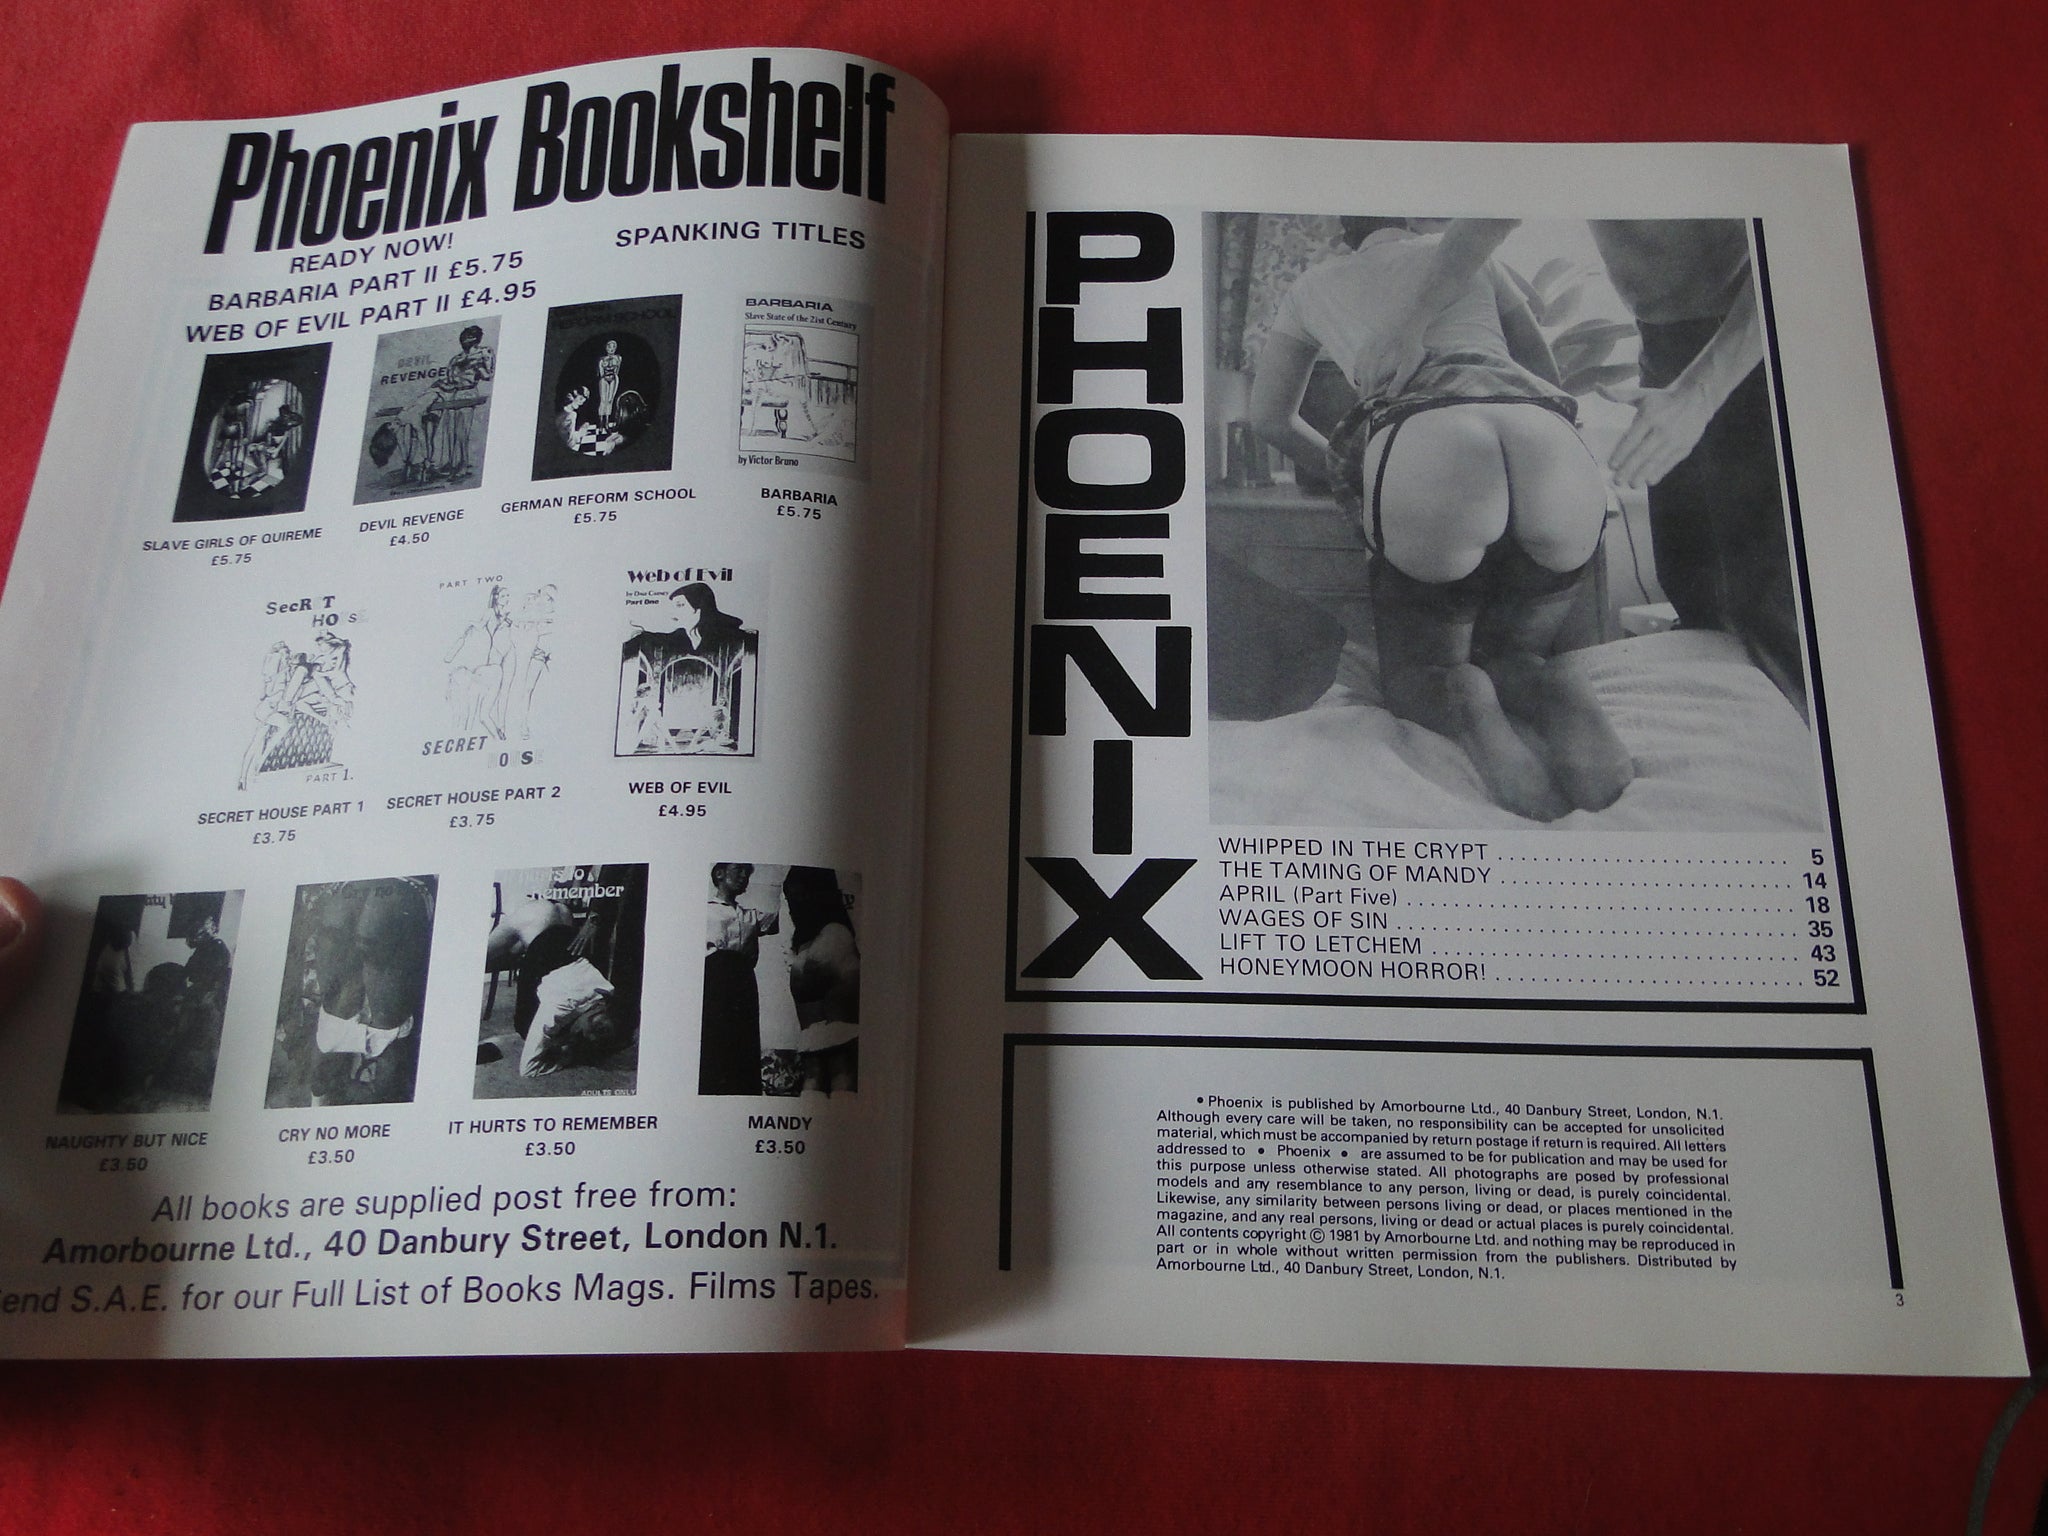 Phoenix Bookshelf
READY NOW!
BARBARIA PART II £5.75
WEB OF EVIL PART II £4.95
SPANKING TITLES
DEVIL
REVENGE
REFORM SCHOOL
BARBARIA
Slave State of the 21st Century
by Victor Bruno
SLAVE GIRLS OF QUIREME
£5.75
DEVIL REVENGE
£4.50
GERMAN REFORM SCHOOL
£5.75
BARBARIA
£5.75
SecR T
HO S
PART 1.
PART TWO
SECRET
O S
Web of Evil
Part One
SECRET HOUSE PART 1
£3.75
SECRET HOUSE PART 2
£3.75
WEB OF EVIL
£4.95
Cry no
Remember
ADULTS ONLY
NAUGHTY BUT NICE
£3.50
CRY NO MORE
£3.50
IT HURTS TO REMEMBER
£3.50
MANDY
£3.50
All books are supplied post free from:
Amorbourne Ltd., 40 Danbury Street, London N.1.
end S.A.E. for our Full List of Books Mags. Films Tapes.
PHOENIX
WHIPPED IN THE CRYPT 5
THE TAMING OF MANDY 14
APRIL (Part Five) 18
WAGES OF SIN 35
LIFT TO LETCHEM 43
HONEYMOON HORROR! 52
• Phoenix is published by Amorbourne Ltd., 40 Danbury Street, London, N.1.
Although every care will be taken, no responsibility can be accepted for unsolicited
material, which must be accompanied by return postage if return is required. All letters
addressed to • Phoenix • are assumed to be for publication and may be used for
this purpose unless otherwise stated. All photographs are posed by professional
models and any resemblance to any person, living or dead, is purely coincidental.
Likewise, any similarity between persons living or dead, or places mentioned in the
magazine, and any real persons, living or dead or actual places is purely coincidental.
All contents copyright © 1981 by Amorbourne Ltd. and nothing may be reproduced in
part or in whole without written permission from the publishers. Distributed by
Amorbourne Ltd., 40 Danbury Street, London, N.1.
3